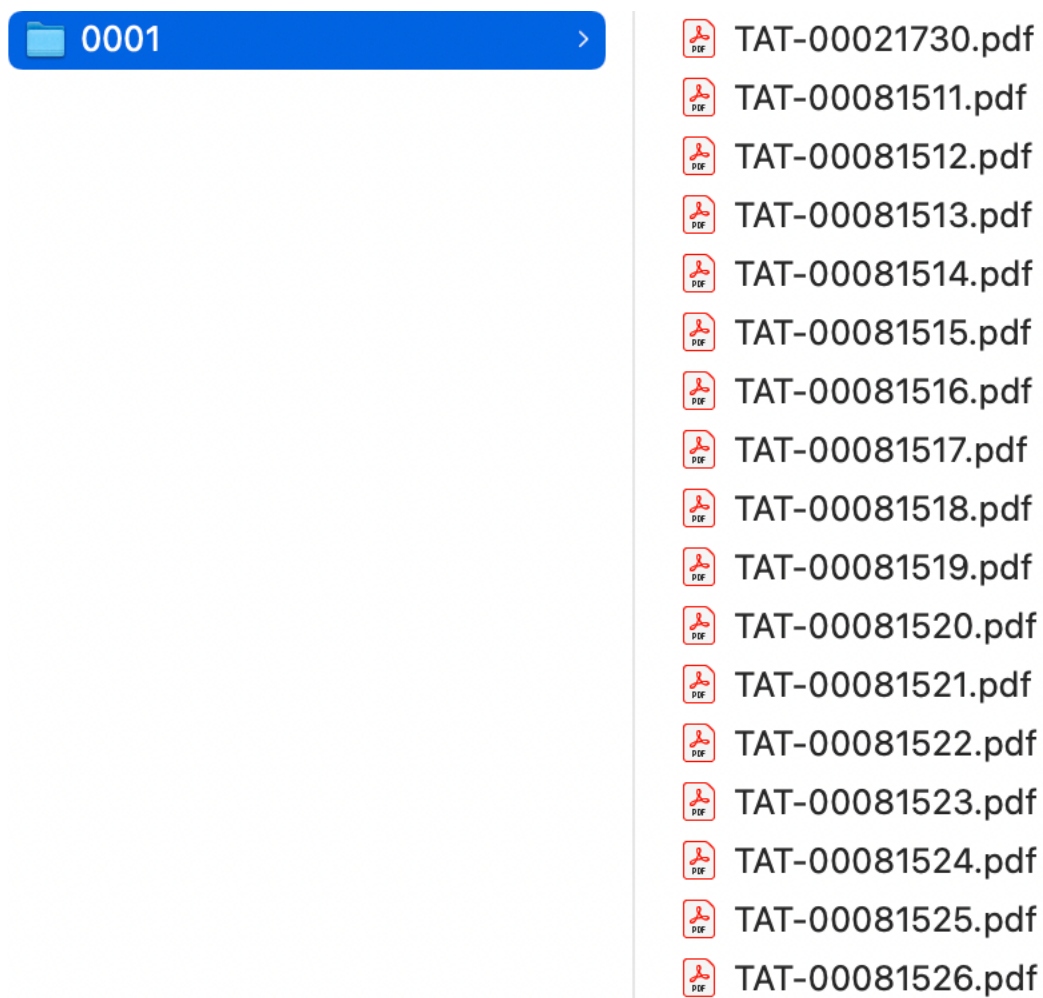 0001
TAT-00021730.pdf
TAT-00081511.pdf
TAT-00081512.pdf
TAT-00081513.pdf
TAT-00081514.pdf
TAT-00081515.pdf
TAT-00081516.pdf
TAT-00081517.pdf
TAT-00081518.pdf
TAT-00081519.pdf
TAT-00081520.pdf
TAT-00081521.pdf
TAT-00081522.pdf
TAT-00081523.pdf
TAT-00081524.pdf
TAT-00081525.pdf
TAT-00081526.pdf